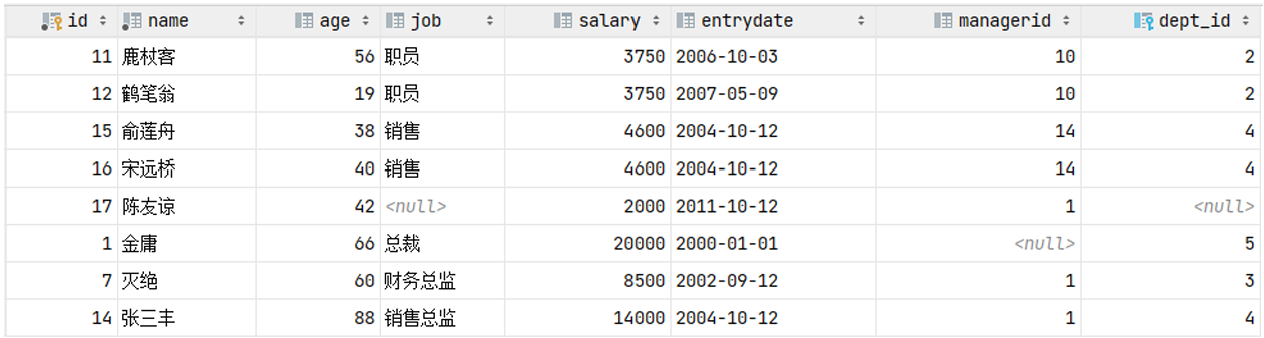 id name age job salary entrydate managerid dept_id
11 鹿杖客 56 职员 3750 2006-10-03 10 2
12 鹤笔翁 19 职员 3750 2007-05-09 10 2
15 俞莲舟 38 销售 4600 2004-10-12 14 4
16 宋远桥 40 销售 4600 2004-10-12 14 4
17 陈友谅 42 <null> 2000 2011-10-12 1 <null>
1 金庸 66 总裁 20000 2000-01-01 <null> 5
7 灭绝 60 财务总监 8500 2002-09-12 1 3
14 张三丰 88 销售总监 14000 2004-10-12 1 4